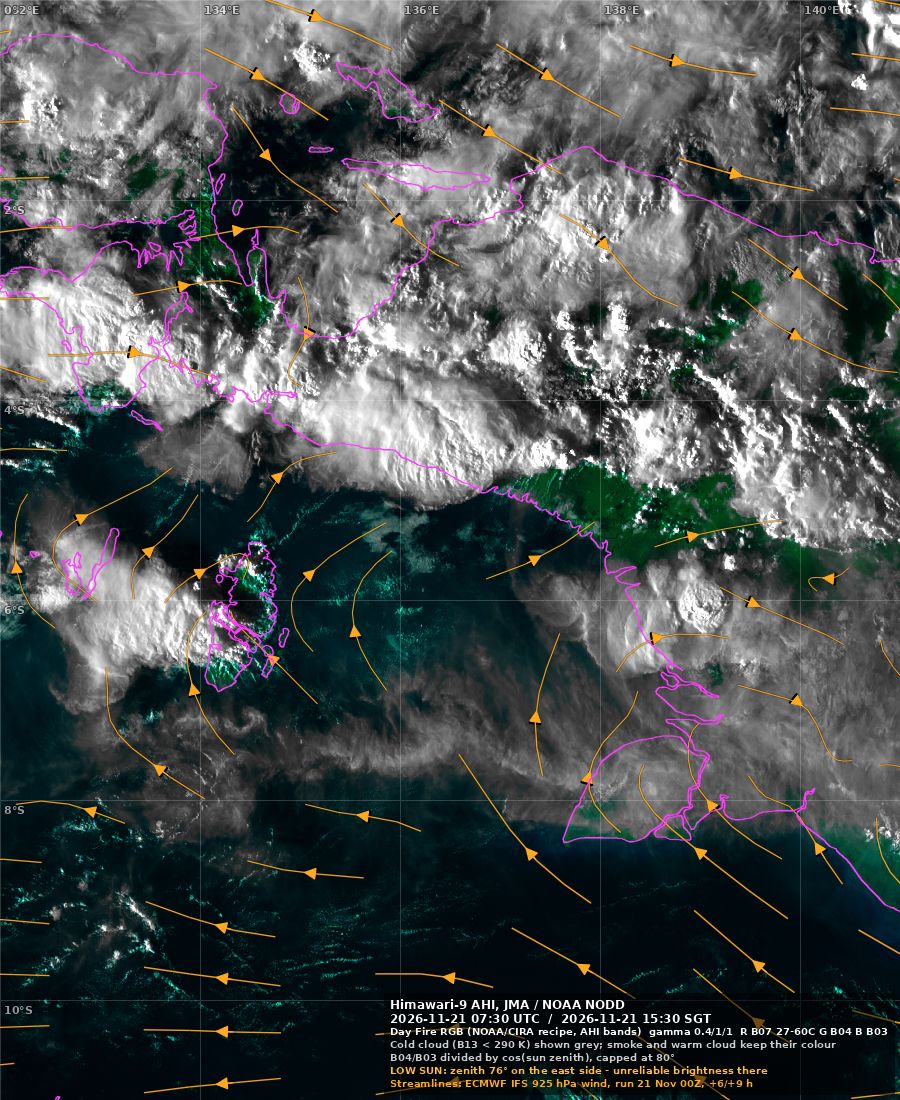 032°E 134°E 136°E 138°E 140°E
2°S
4°S
6°S
8°S
10°S
Himawari-9 AHI, JMA / NOAA NODD
2026-11-21 07:30 UTC / 2026-11-21 15:30 SGT
Day Fire RGB (NOAA/CIRA recipe, AHI bands) gamma 0.4/1/1 R B07 27-60C G B04 B B03
Cold cloud (B13 < 290 K) shown grey; smoke and warm cloud keep their colour
B04/B03 divided by cos(sun zenith), capped at 80°
LOW SUN: zenith 76° on the east side - unreliable brightness there
Streamlines: ECMWF IFS 925 hPa wind, run 21 Nov 00Z, +6/+9 h